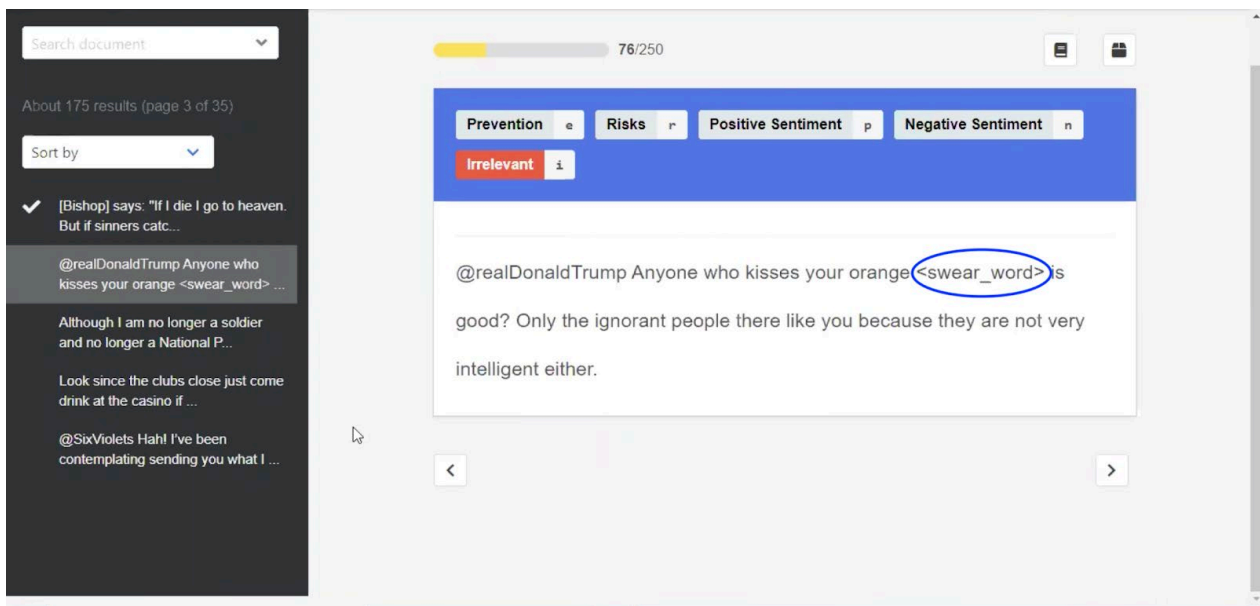 Search document
About 175 results (page 3 of 35)
Sort by
[Bishop] says: "If I die I go to heaven.
But if sinners catc...
@realDonaldTrump Anyone who
kisses your orange <swear_word> ...
Although I am no longer a soldier
and no longer a National P...
Look since the clubs close just come
drink at the casino if ...
@SixViolets Hah! I've been
contemplating sending you what I ...
76/250
Prevention e Risks r Positive Sentiment p Negative Sentiment n
Irrelevant i
@realDonaldTrump Anyone who kisses your orange <swear_word> is
good? Only the ignorant people there like you because they are not very
intelligent either.